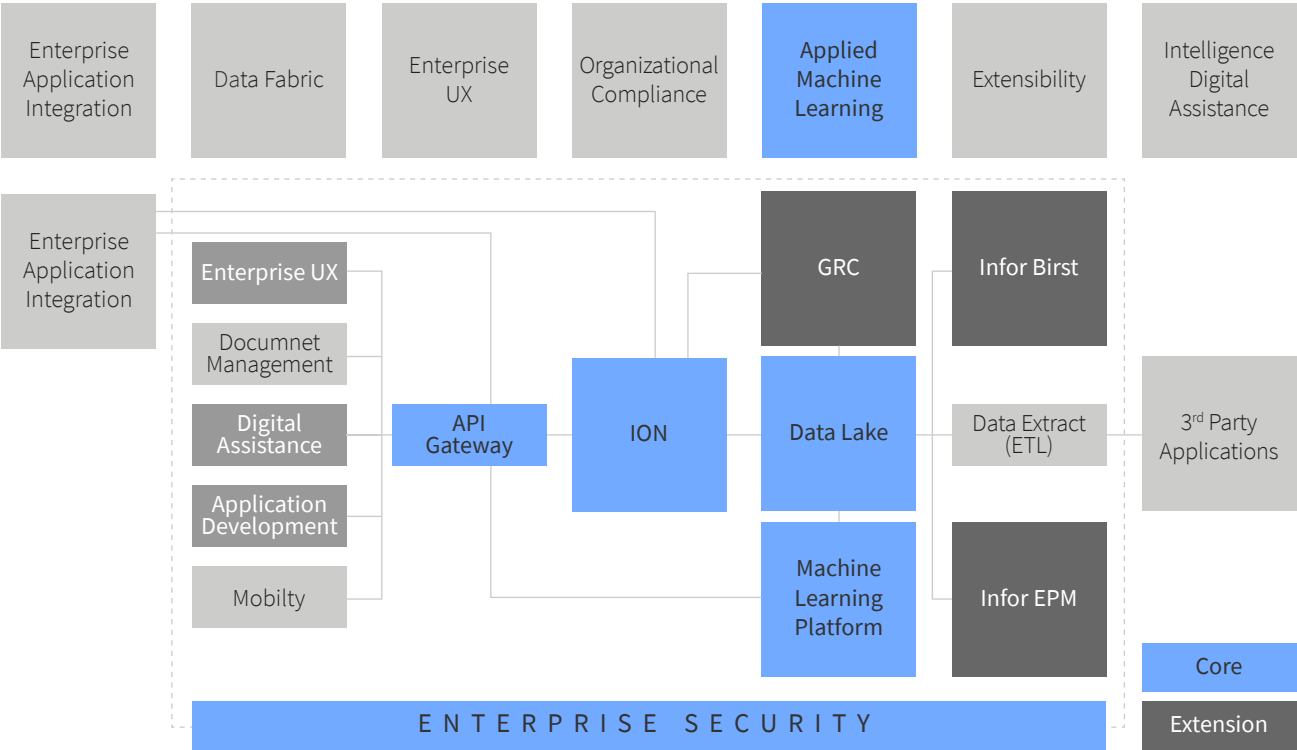 Enterprise
Application
Integration
Data Fabric
Enterprise
UX
Organizational
Compliance
Applied
Machine
Learning
Extensibility
Intelligence
Digital
Assistance
Enterprise
Application
Integration
Enterprise UX
Documnet
Management
Digital
Assistance
Application
Development
Mobilty
API
Gateway
ION
GRC
Data Lake
Machine
Learning
Platform
Infor Birst
Data Extract
(ETL)
Infor EPM
3rd Party
Applications
Core
Extension
ENTERPRISE SECURITY